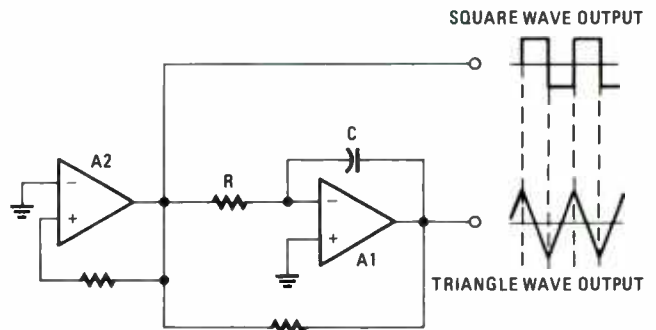 SQUARE WAVE OUTPUT
C
A2
R
−
+
−
+
A1
TRIANGLE WAVE OUTPUT